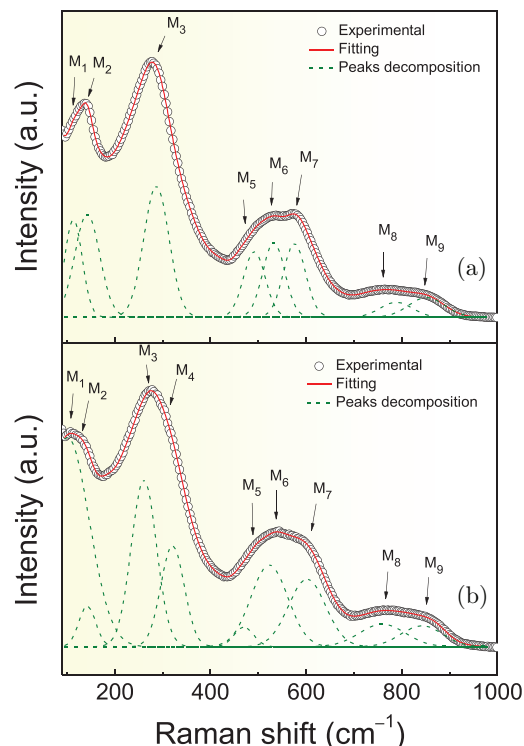 Intensity (a.u.)
M1
M2
M3
M5
M6
M7
M8
M9
Experimental
Fitting
Peaks decomposition
(a)
Intensity (a.u.)
M1
M2
M3
M4
M5
M6
M7
M8
M9
Experimental
Fitting
Peaks decomposition
(b)
200 400 600 800 1000
Raman shift (cm⁻¹)